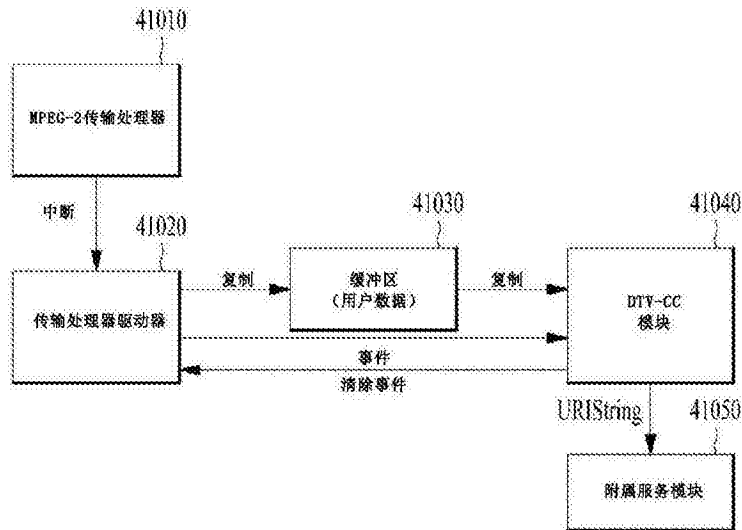 41010
MPEG-2传输处理器
中断
41020
传输处理器驱动器
复制
41030
缓冲区
(用户数据)
复制
41040
DTV-CC
模块
事件
清除事件
URIString
41050
附属服务模块